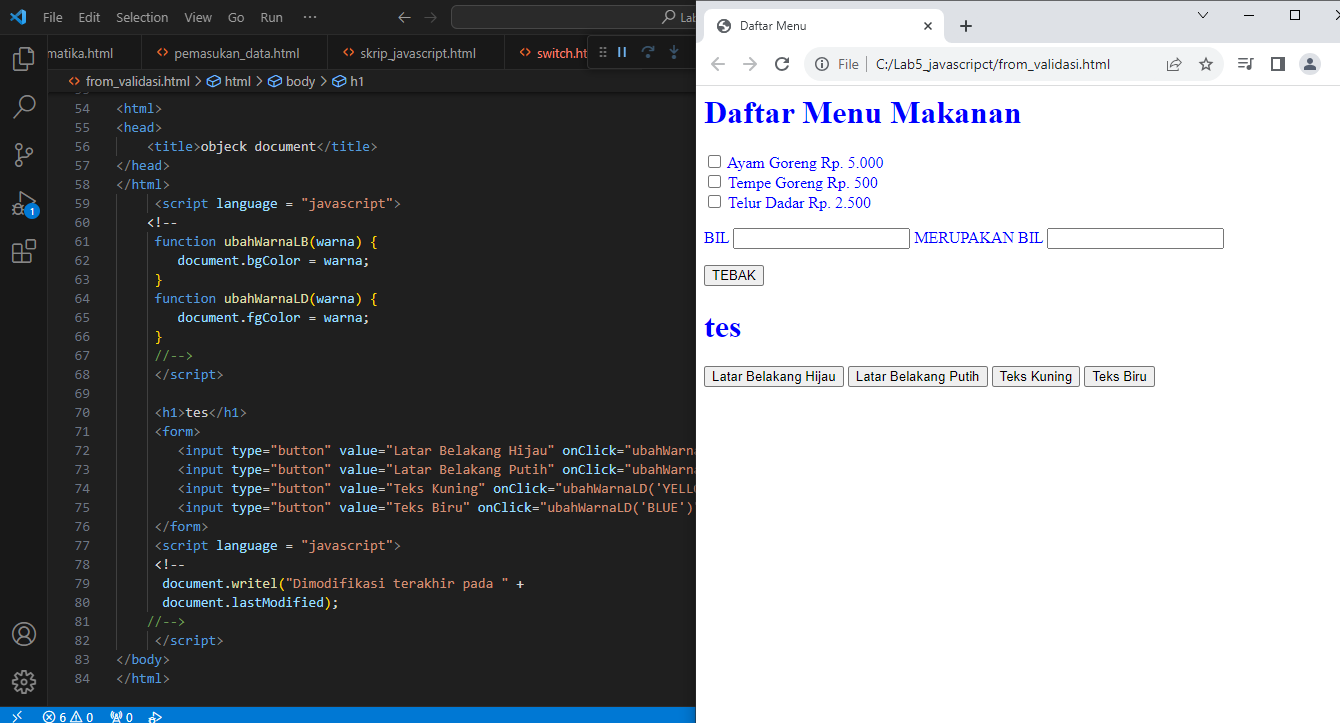 File Edit Selection View Go Run ··· Lab
matika.html pemasukan_data.html skrip_javascript.html switch.ht
from_validasi.html > html > body > h1
54 <html>
55 <head>
56 <title>objeck document</title>
57 </head>
58 </html>
59 <script language = "javascript">
60 <!--
61 function ubahWarnaLB(warna) {
62 document.bgColor = warna;
63 }
64 function ubahWarnaLD(warna) {
65 document.fgColor = warna;
66 }
67 //-->
68 </script>
69
70 <h1>tes</h1>
71 <form>
72 <input type="button" value="Latar Belakang Hijau" onClick="ubahWarna
73 <input type="button" value="Latar Belakang Putih" onClick="ubahWarna
74 <input type="button" value="Teks Kuning" onClick="ubahWarnaLD('YELLO
75 <input type="button" value="Teks Biru" onClick="ubahWarnaLD('BLUE')"
76 </form>
77 <script language = "javascript">
78 <!--
79 document.writel("Dimodifikasi terakhir pada " +
80 document.lastModified);
81 //-->
82 </script>
83 </body>
84 </html>
1
6 0 0
Daftar Menu
File | C:/Lab5_javascripct/from_validasi.html
Daftar Menu Makanan
Ayam Goreng Rp. 5.000
Tempe Goreng Rp. 500
Telur Dadar Rp. 2.500
BIL MERUPAKAN BIL
TEBAK
tes
Latar Belakang Hijau Latar Belakang Putih Teks Kuning Teks Biru